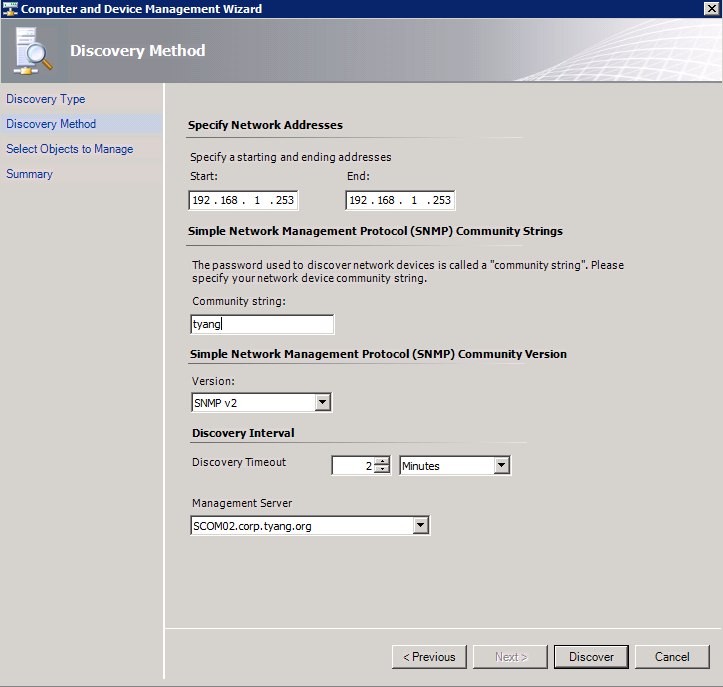 Computer and Device Management Wizard
Discovery Method
Discovery Type
Discovery Method
Select Objects to Manage
Summary
Specify Network Addresses
Specify a starting and ending addresses
Start: End:
192 . 168 . 1 . 253 192 . 168 . 1 . 253
Simple Network Management Protocol (SNMP) Community Strings
The password used to discover network devices is called a "community string". Please
specify your network device community string.
Community string:
tyang
Simple Network Management Protocol (SNMP) Community Version
Version:
SNMP v2
Discovery Interval
Discovery Timeout 2 Minutes
Management Server
SCOM02.corp.tyang.org
< Previous Next > Discover Cancel